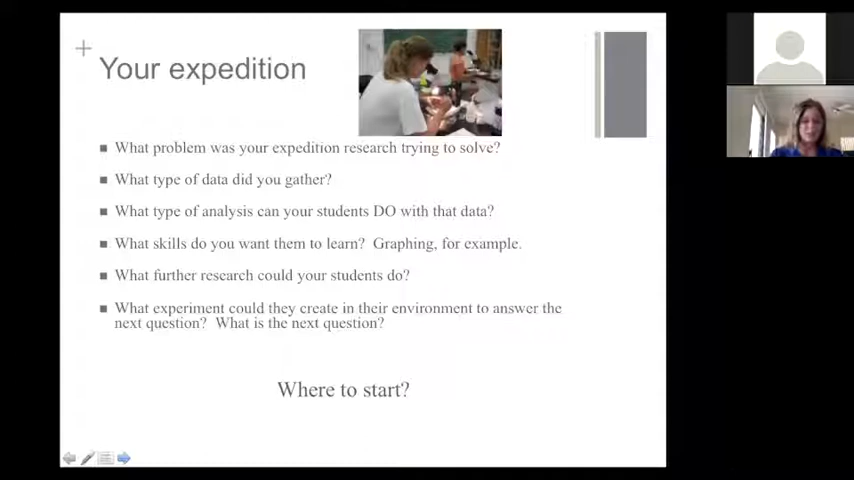 Your expedition
What problem was your expedition research trying to solve?
What type of data did you gather?
What type of analysis can your students DO with that data?
What skills do you want them to learn?  Graphing, for example.
What further research could your students do?
What experiment could they create in their environment to answer the
next question?  What is the next question?
Where to start?